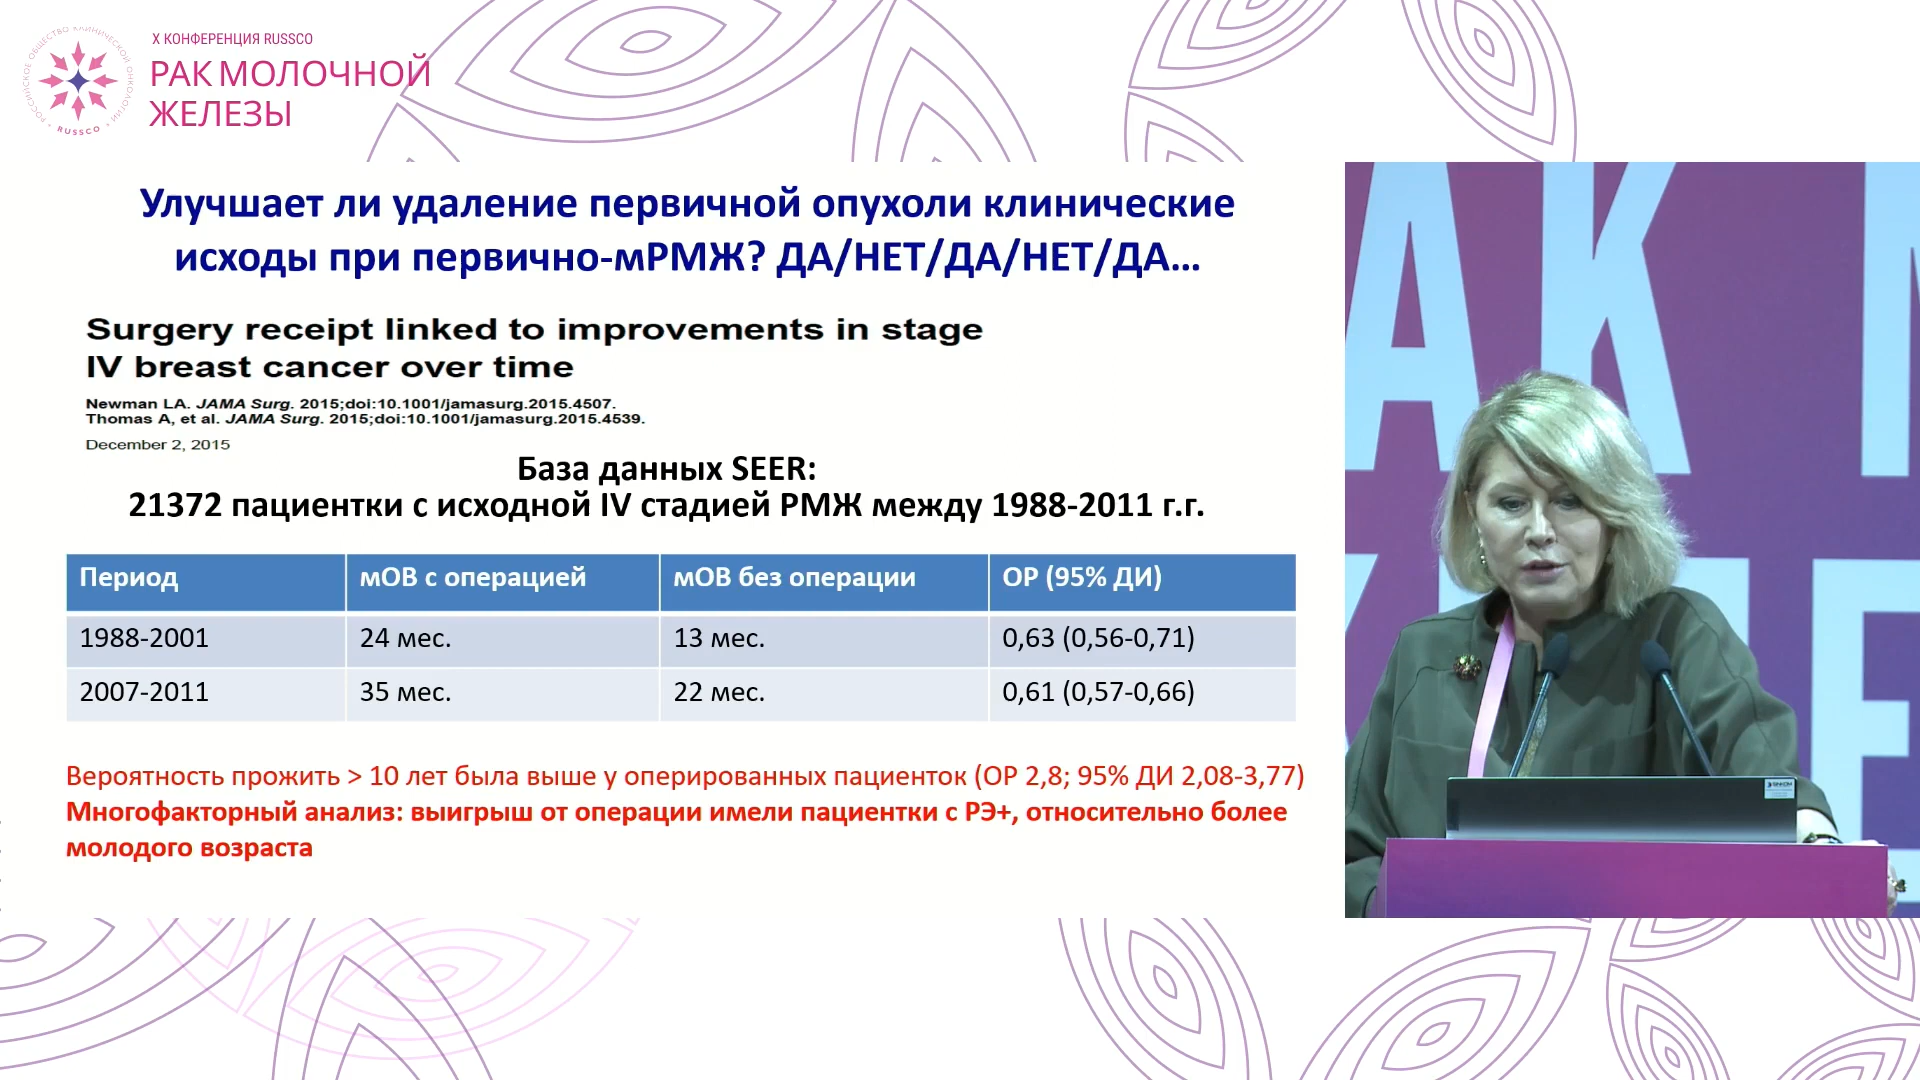 РОССИЙСКОЕ ОБЩЕСТВО КЛИНИЧЕСКОЙ ОНКОЛОГИИ
RUSSCO
X КОНФЕРЕНЦИЯ RUSSCO
РАК МОЛОЧНОЙ
ЖЕЛЕЗЫ
Улучшает ли удаление первичной опухоли клинические
исходы при первично-мРМЖ? ДА/НЕТ/ДА/НЕТ/ДА...
Surgery receipt linked to improvements in stage
IV breast cancer over time
Newman LA. JAMA Surg. 2015;doi:10.1001/jamasurg.2015.4507.
Thomas A, et al. JAMA Surg. 2015;doi:10.1001/jamasurg.2015.4539.
December 2, 2015
База данных SEER:
21372 пациентки с исходной IV стадией РМЖ между 1988-2011 г.г.
Период мОВ с операцией мОВ без операции ОР (95% ДИ)
1988-2001 24 мес. 13 мес. 0,63 (0,56-0,71)
2007-2011 35 мес. 22 мес. 0,61 (0,57-0,66)
Вероятность прожить > 10 лет была выше у оперированных пациенток (ОР 2,8; 95% ДИ 2,08-3,77)
Многофакторный анализ: выигрыш от операции имели пациентки с РЭ+, относительно более
молодого возраста
АК М